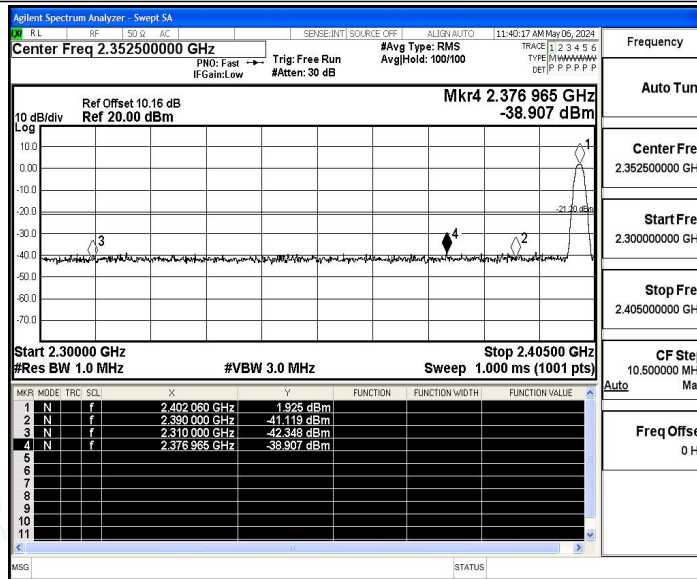 Agilent Spectrum Analyzer - Swept SA
RL RF 50 Ω AC SENSE:INT SOURCE OFF ALIGN AUTO 11:40:17 AM May 06, 2024
Center Freq 2.352500000 GHz
PNO: Fast
IFGain:Low
Trig: Free Run
#Atten: 30 dB
#Avg Type: RMS
Avg|Hold: 100/100
TRACE 1 2 3 4 5 6
TYPE M
DET P P P P P P
Frequency
Auto Tun
Center Fre
2.352500000 GH
Start Fre
2.300000000 GH
Stop Fre
2.405000000 GH
CF Step
10.500000 MH
Auto Ma
Freq Offse
0 H
Mkr4 2.376 965 GHz
-38.907 dBm
Ref Offset 10.16 dB
10 dB/div Ref 20.00 dBm
Log
10.0
0.00
-10.0
-20.0
-30.0
-40.0
-50.0
-60.0
-70.0
1
-21.20 dBm
3
4
2
Start 2.30000 GHz
Stop 2.40500 GHz
#Res BW 1.0 MHz
#VBW 3.0 MHz
Sweep 1.000 ms (1001 pts)
MKR MODE TRC SCL X Y FUNCTION FUNCTION WIDTH FUNCTION VALUE
1 N f 2.402 060 GHz 1.925 dBm
2 N f 2.390 000 GHz -41.119 dBm
3 N f 2.310 000 GHz -42.348 dBm
4 N f 2.376 965 GHz -38.907 dBm
5
6
7
8
9
10
11
MSG
STATUS